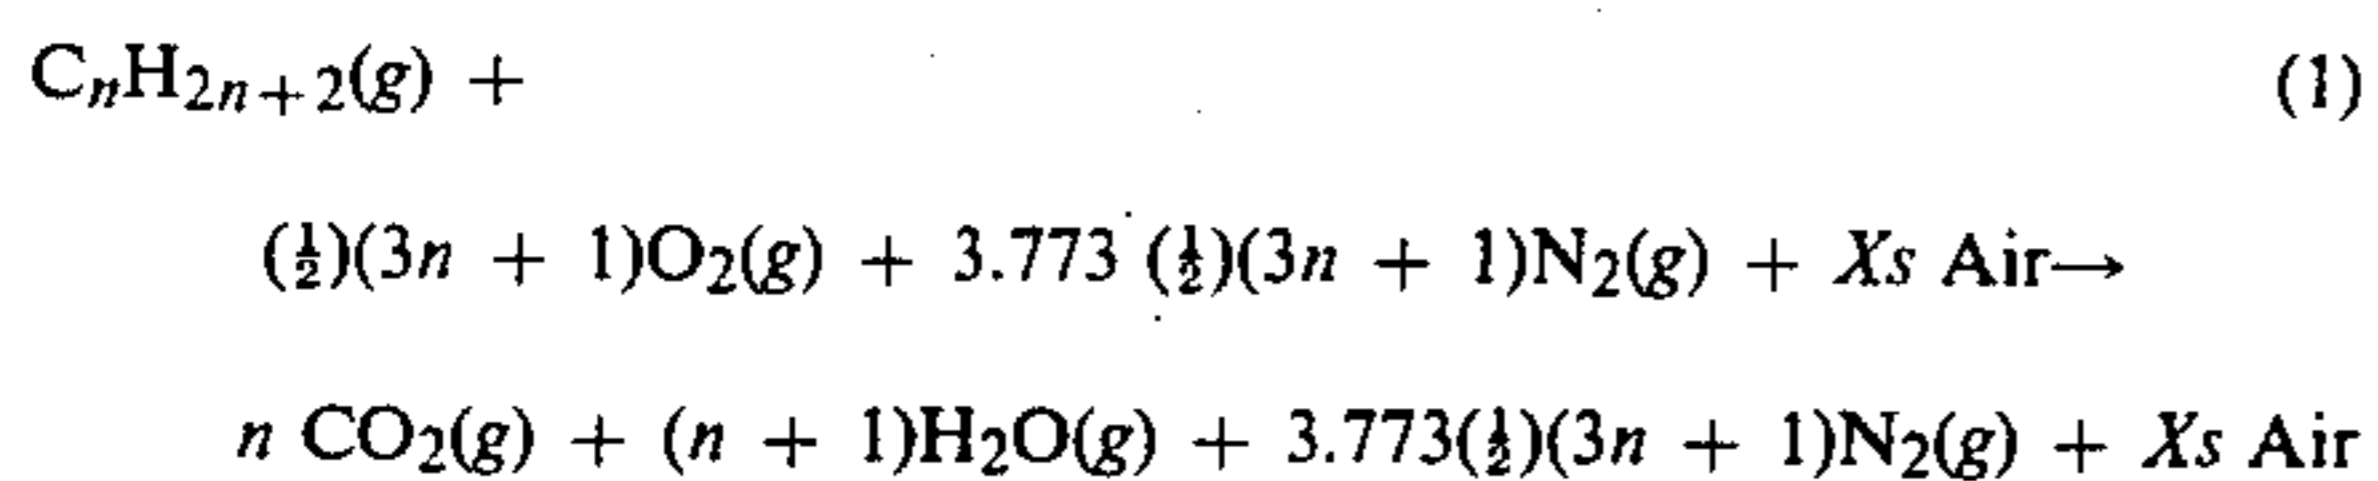 CₙH₂ₙ₊₂(g) + (1)
(½)(3n + 1)O₂(g) + 3.773 (½)(3n + 1)N₂(g) + Xs Air→
n CO₂(g) + (n + 1)H₂O(g) + 3.773(½)(3n + 1)N₂(g) + Xs Air